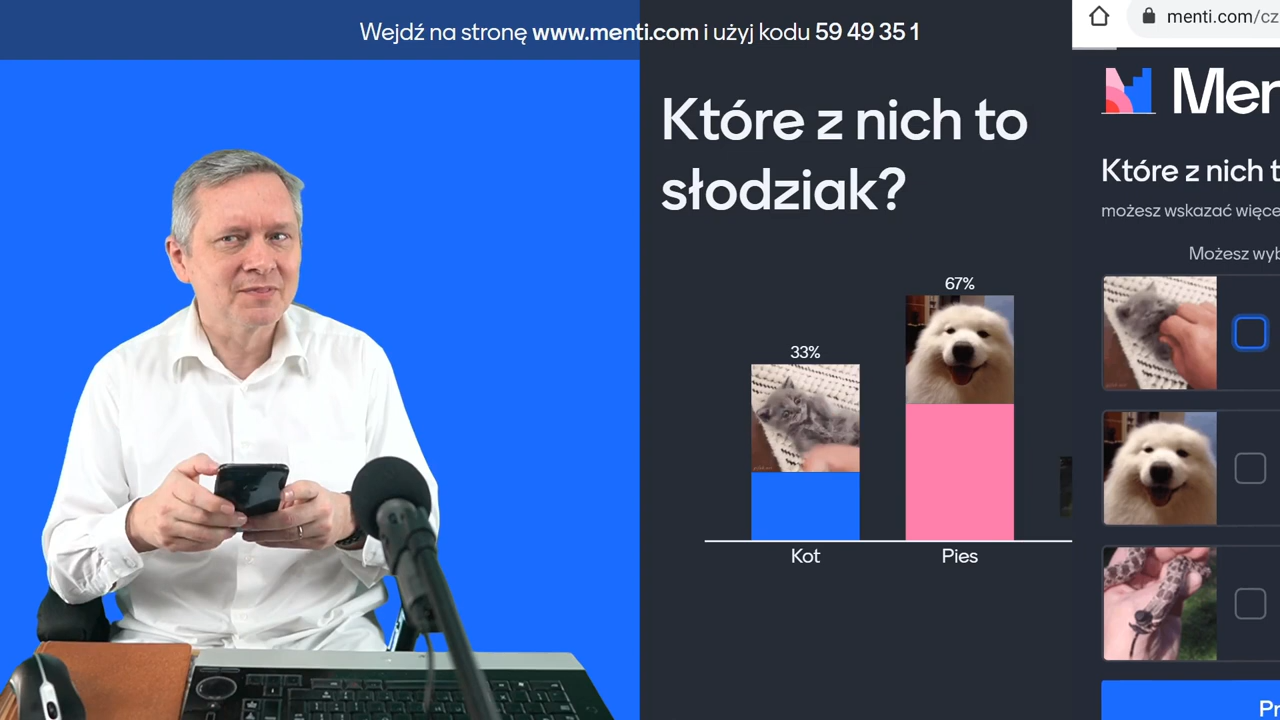 Wejdź na stronę www.menti.com i użyj kodu 59 49 35 1
Które z nich to
słodziak?
67%
33%
Kot
Pies
menti.com/cz
Men
Które z nich t
możesz wskazać więce
Możesz wyb
Pr